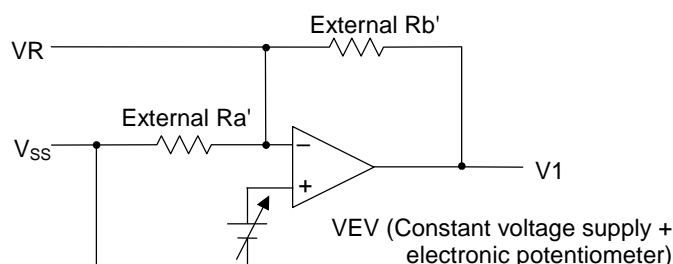 External Rb'
VR
External Ra'
VSS
−
+
V1
VEV (Constant voltage supply +
electronic potentiometer)